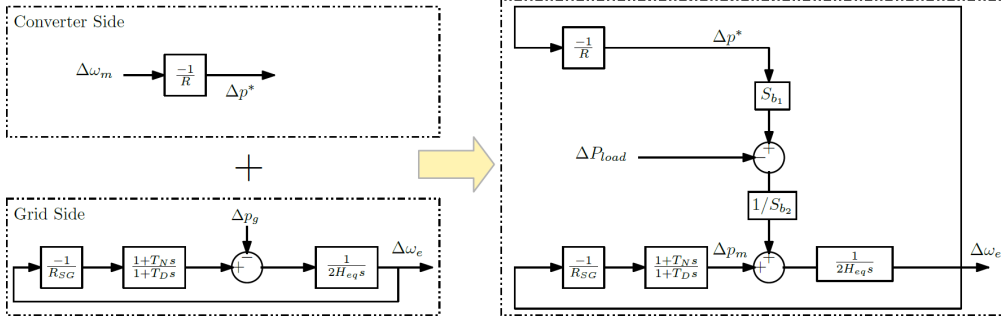 Converter Side
Δω_m
-1/R
Δp*
+
Grid Side
Δp_g
−
-1/R_SG
1+T_N s/1+T_D s
+
1/2H_eq s
Δω_e
-1/R
Δp*
S_b1
+
ΔP_load
−
1/S_b2
-1/R_SG
1+T_N s/1+T_D s
Δp_m
+
+
1/2H_eq s
Δω_e